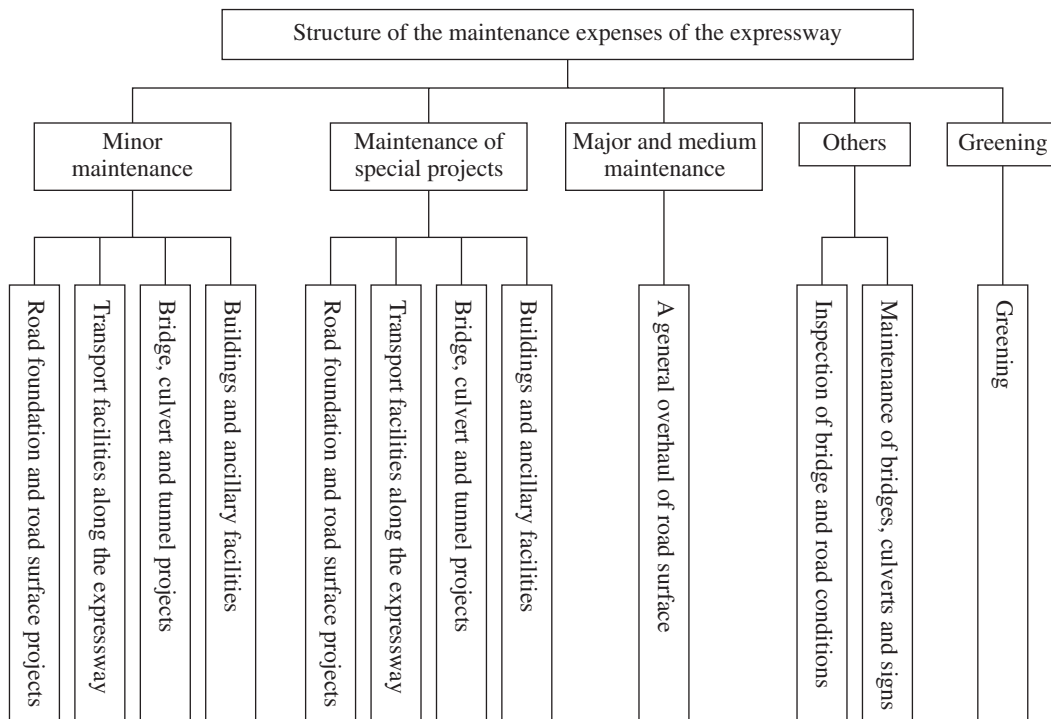 Structure of the maintenance expenses of the expressway
Minor
maintenance
Maintenance of
special projects
Major and medium
maintenance
Others
Greening
Road foundation and road surface projects
Transport facilities along the expressway
Bridge, culvert and tunnel projects
Buildings and ancillary facilities
Road foundation and road surface projects
Transport facilities along the expressway
Bridge, culvert and tunnel projects
Buildings and ancillary facilities
A general overhaul of road surface
Inspection of bridge and road conditions
Maintenance of bridges, culverts and signs
Greening